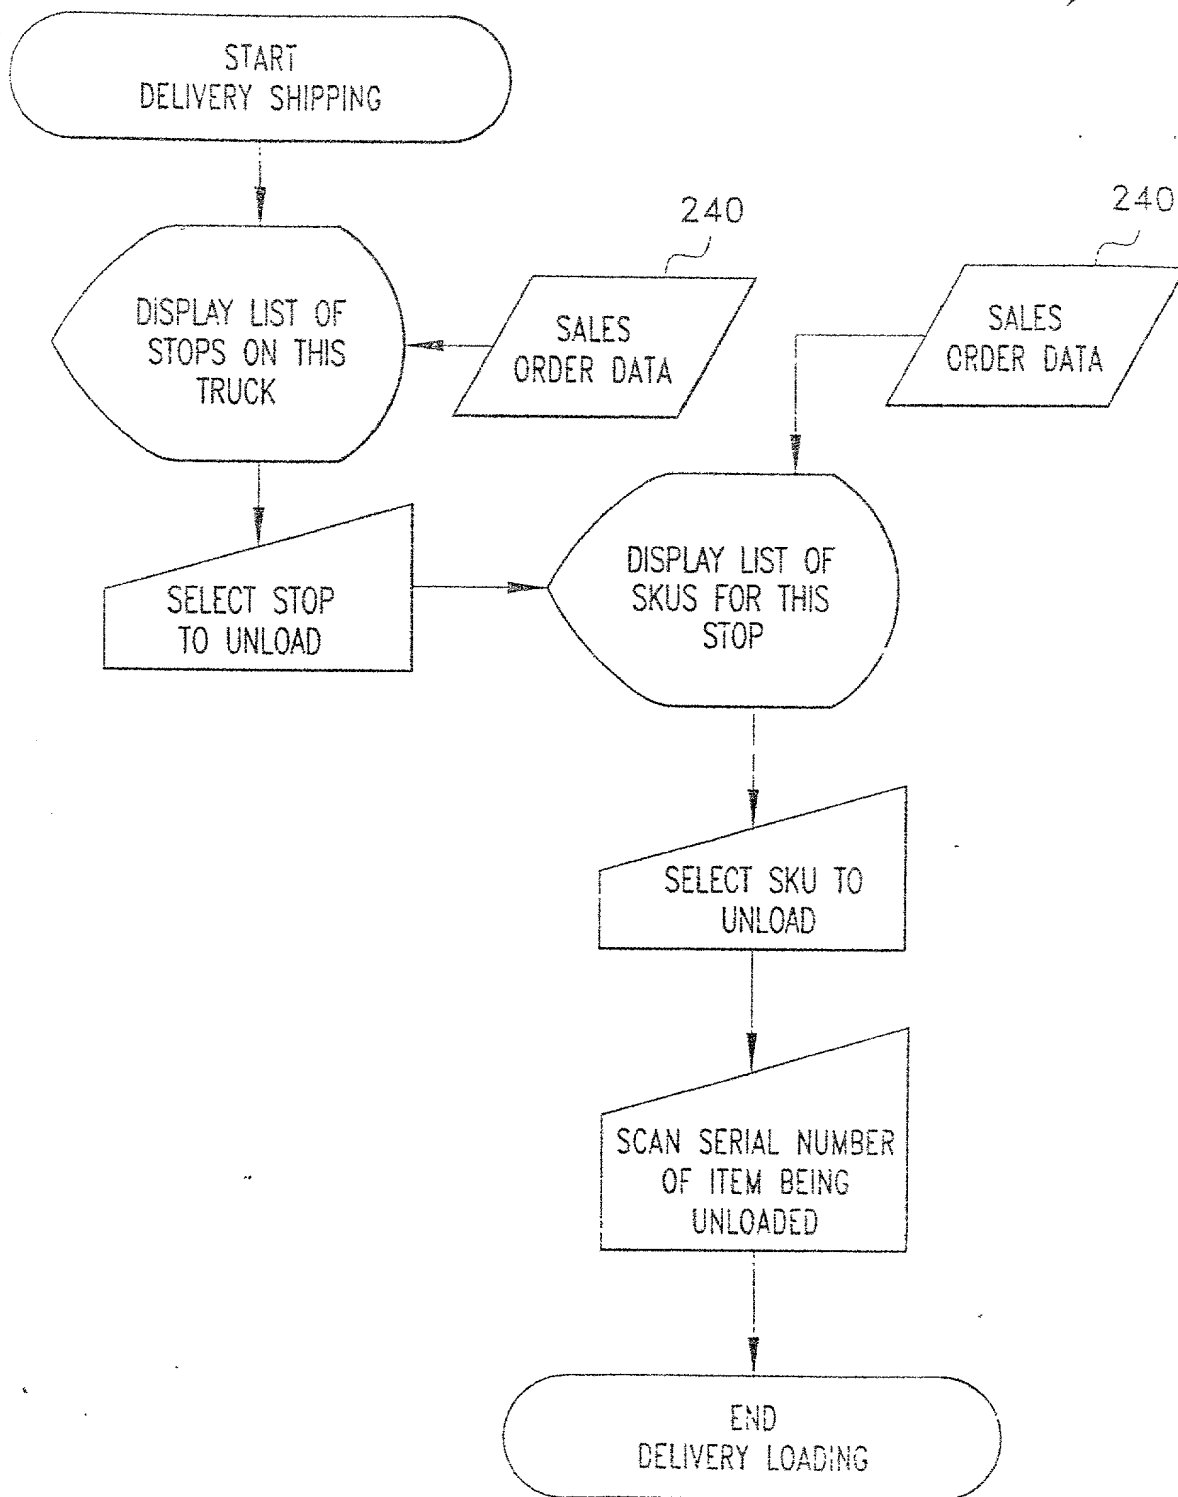 START
DELIVERY SHIPPING
240
240
DISPLAY LIST OF
STOPS ON THIS
TRUCK
SALES
ORDER DATA
SALES
ORDER DATA
SELECT STOP
TO UNLOAD
DISPLAY LIST OF
SKUS FOR THIS
STOP
SELECT SKU TO
UNLOAD
SCAN SERIAL NUMBER
OF ITEM BEING
UNLOADED
END
DELIVERY LOADING